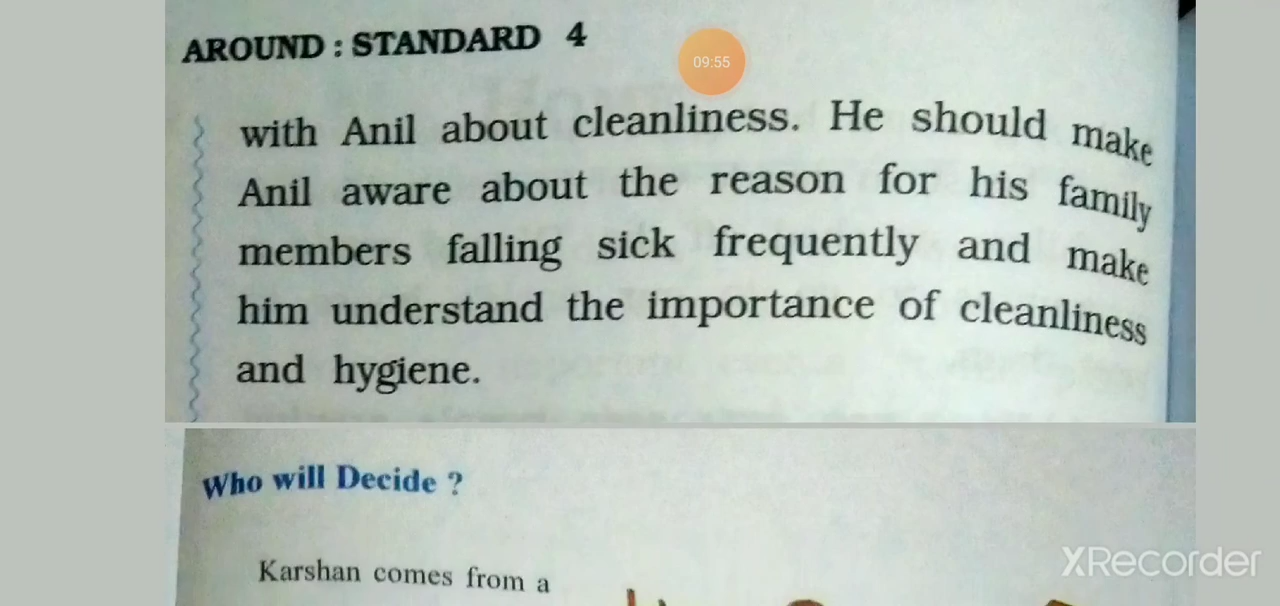 AROUND : STANDARD 4
09:55
with Anil about cleanliness. He should make
Anil aware about the reason for his family
members falling sick frequently and make
him understand the importance of cleanliness
and hygiene.
Who will Decide ?
Karshan comes from a
XRecorder